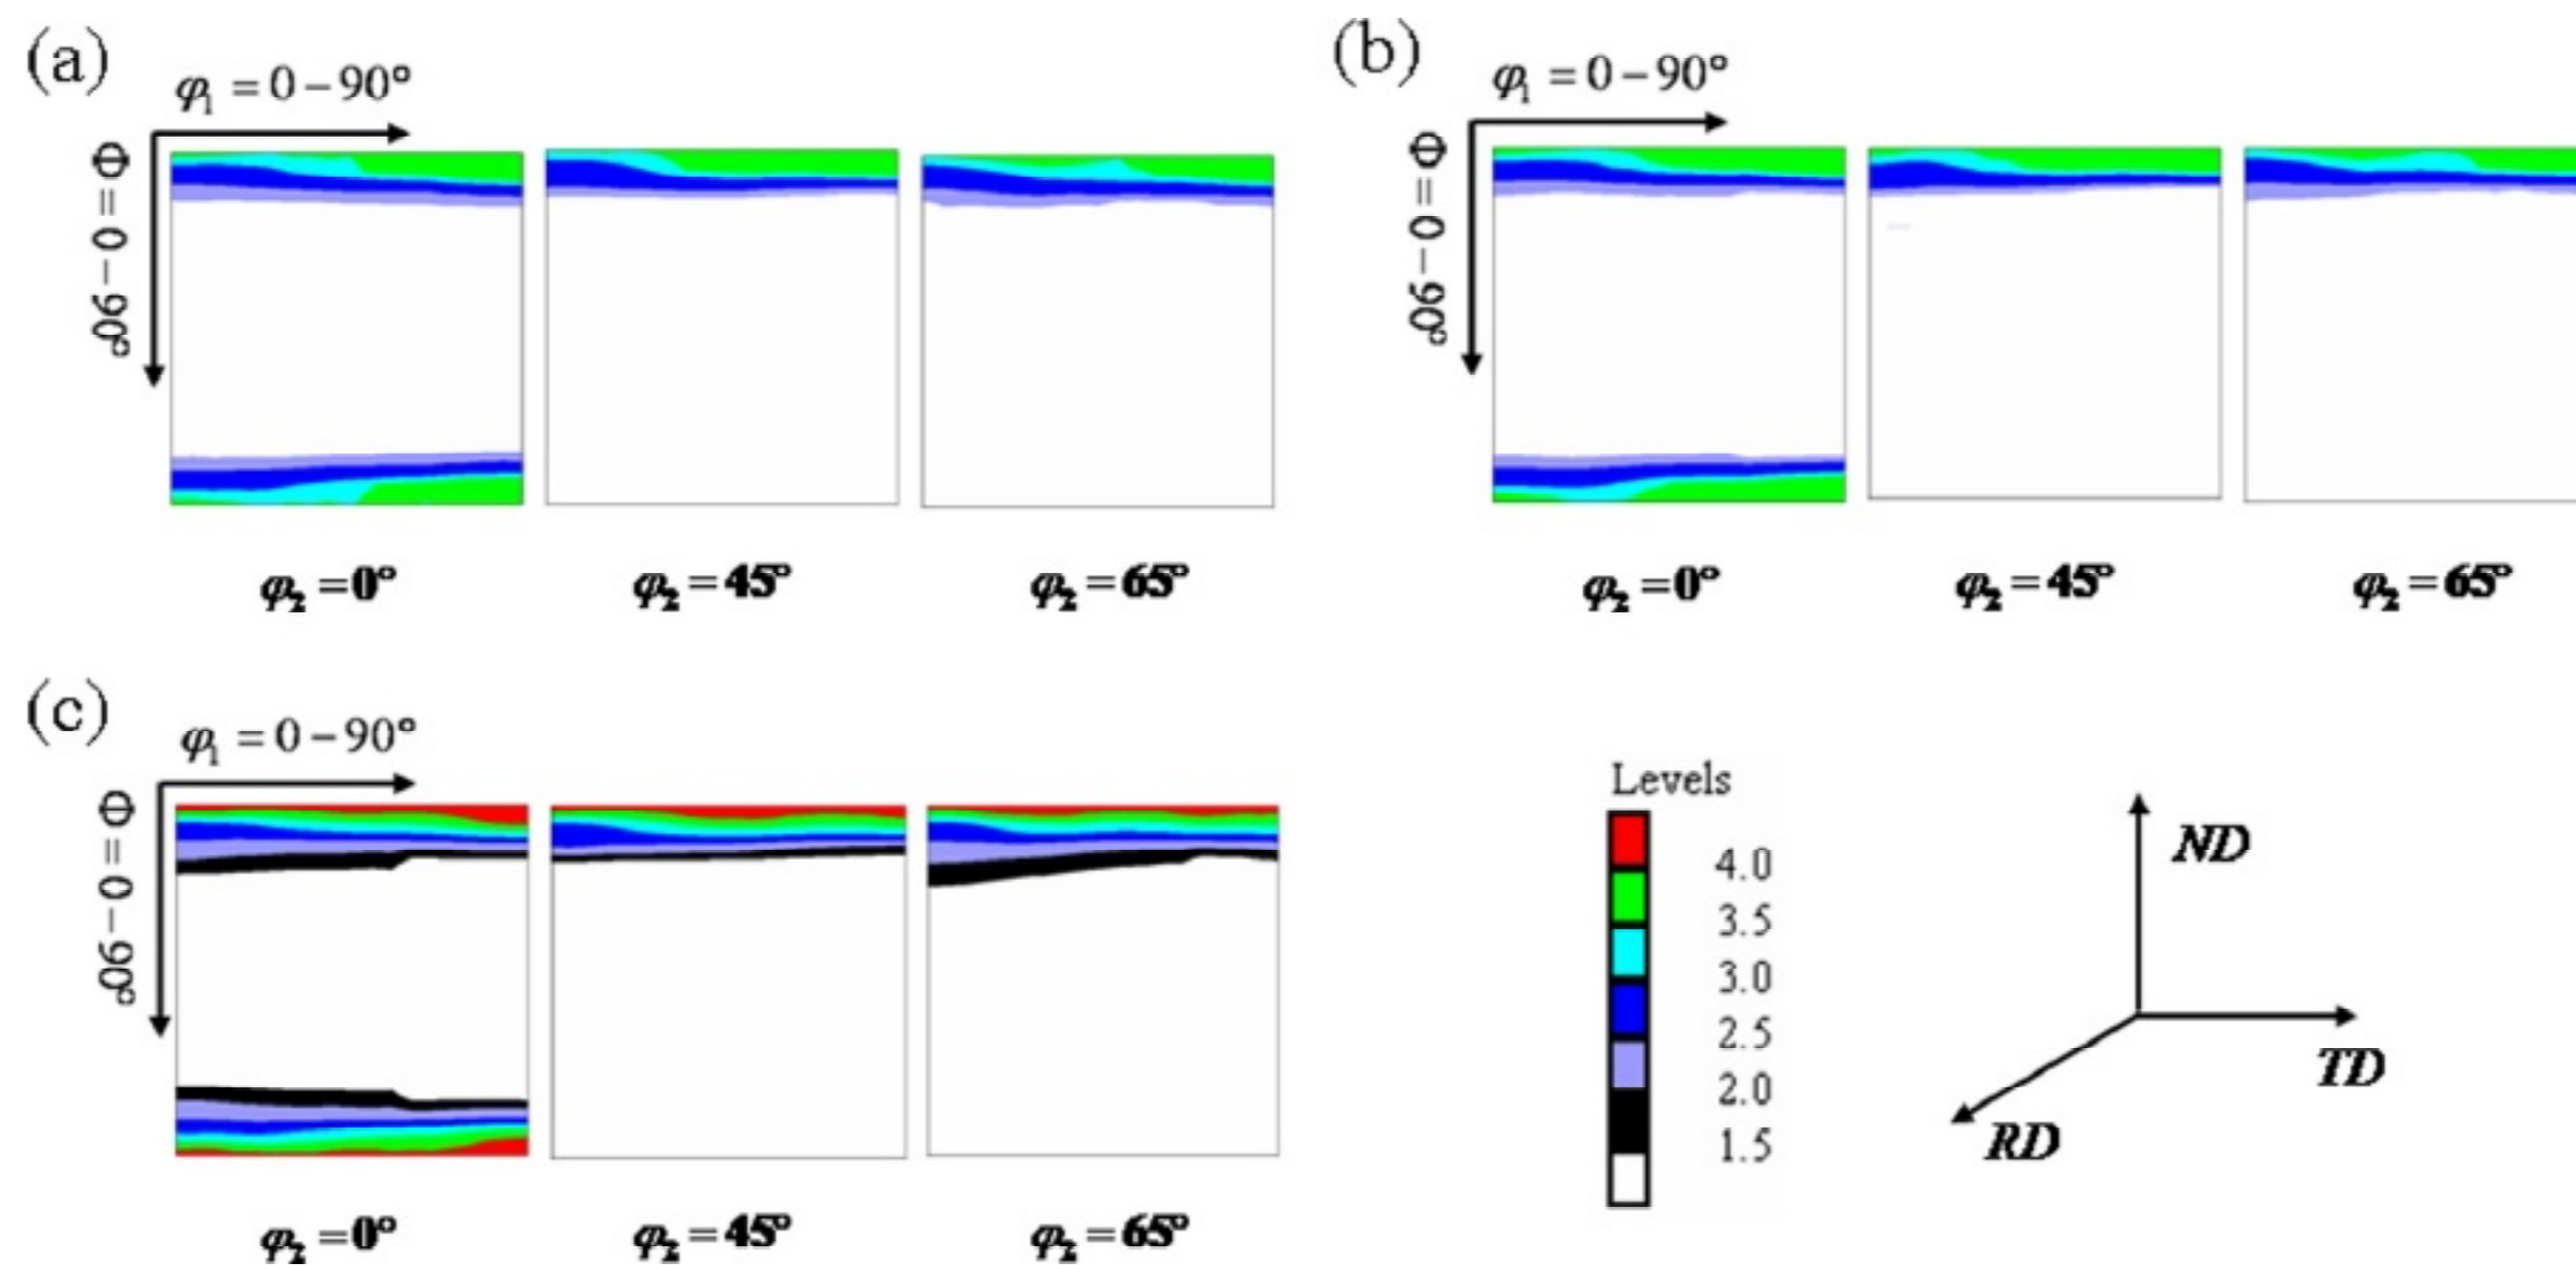 (a)
φ₁ = 0 – 90°
Φ = 0 – 90°
φ₂ = 0°
φ₂ = 45°
φ₂ = 65°
(b)
φ₁ = 0 – 90°
Φ = 0 – 90°
φ₂ = 0°
φ₂ = 45°
φ₂ = 65°
(c)
φ₁ = 0 – 90°
Φ = 0 – 90°
φ₂ = 0°
φ₂ = 45°
φ₂ = 65°
Levels
4.0
3.5
3.0
2.5
2.0
1.5
ND
TD
RD